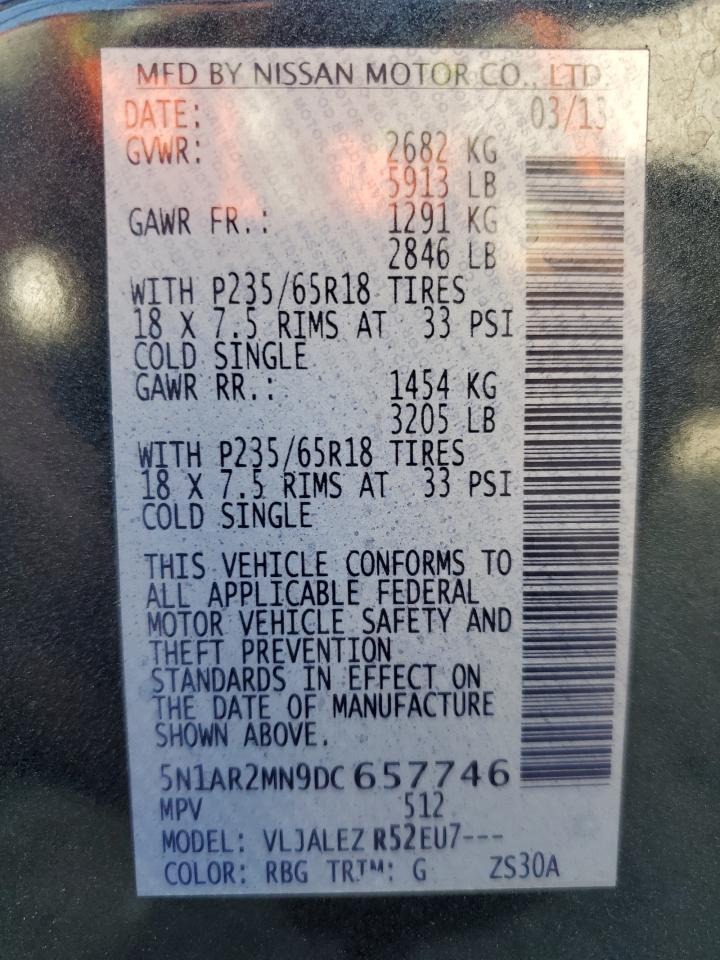 MFD BY NISSAN MOTOR CO., LTD.
DATE: 03/13
GVWR: 2682 KG
5913 LB
GAWR FR.: 1291 KG
2846 LB
WITH P235/65R18 TIRES
18 X 7.5 RIMS AT 33 PSI
COLD SINGLE
GAWR RR.: 1454 KG
3205 LB
WITH P235/65R18 TIRES
18 X 7.5 RIMS AT 33 PSI
COLD SINGLE
THIS VEHICLE CONFORMS TO
ALL APPLICABLE FEDERAL
MOTOR VEHICLE SAFETY AND
THEFT PREVENTION
STANDARDS IN EFFECT ON
THE DATE OF MANUFACTURE
SHOWN ABOVE.
5N1AR2MN9DC657746
MPV 512
MODEL: VLJALEZ R52EU7---
COLOR: RBG TRIM: G ZS30A